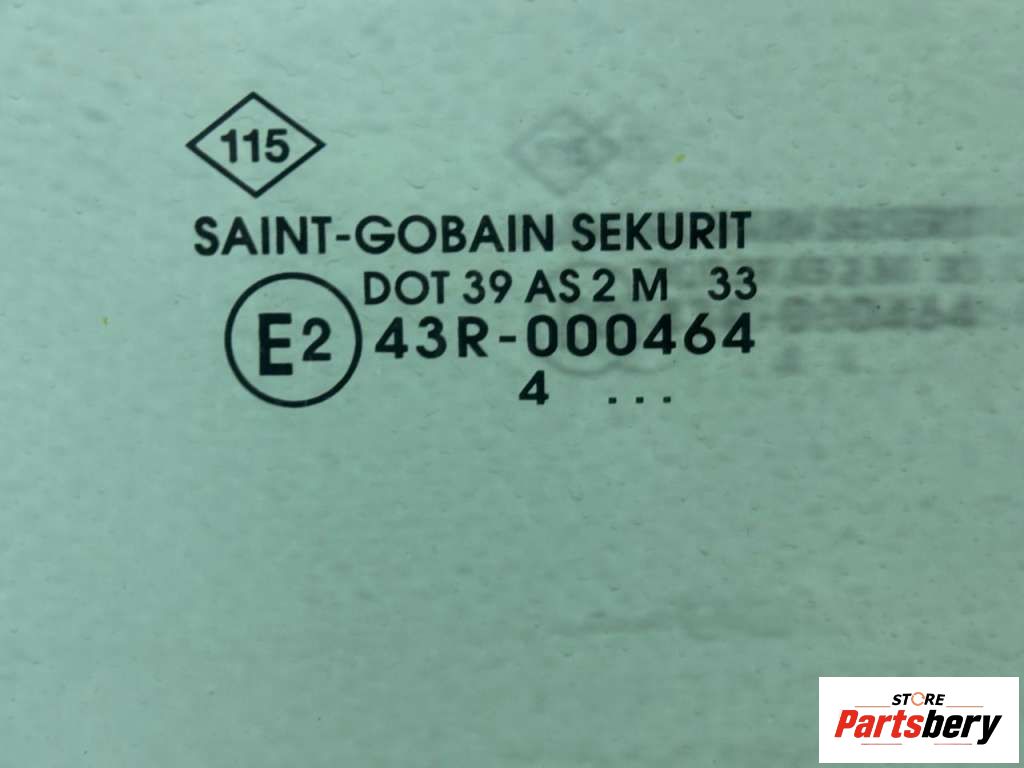 115
SAINT-GOBAIN SEKURIT
DOT 39 AS 2 M 33
E2 43R-000464
4 ...
STORE
Partsbery